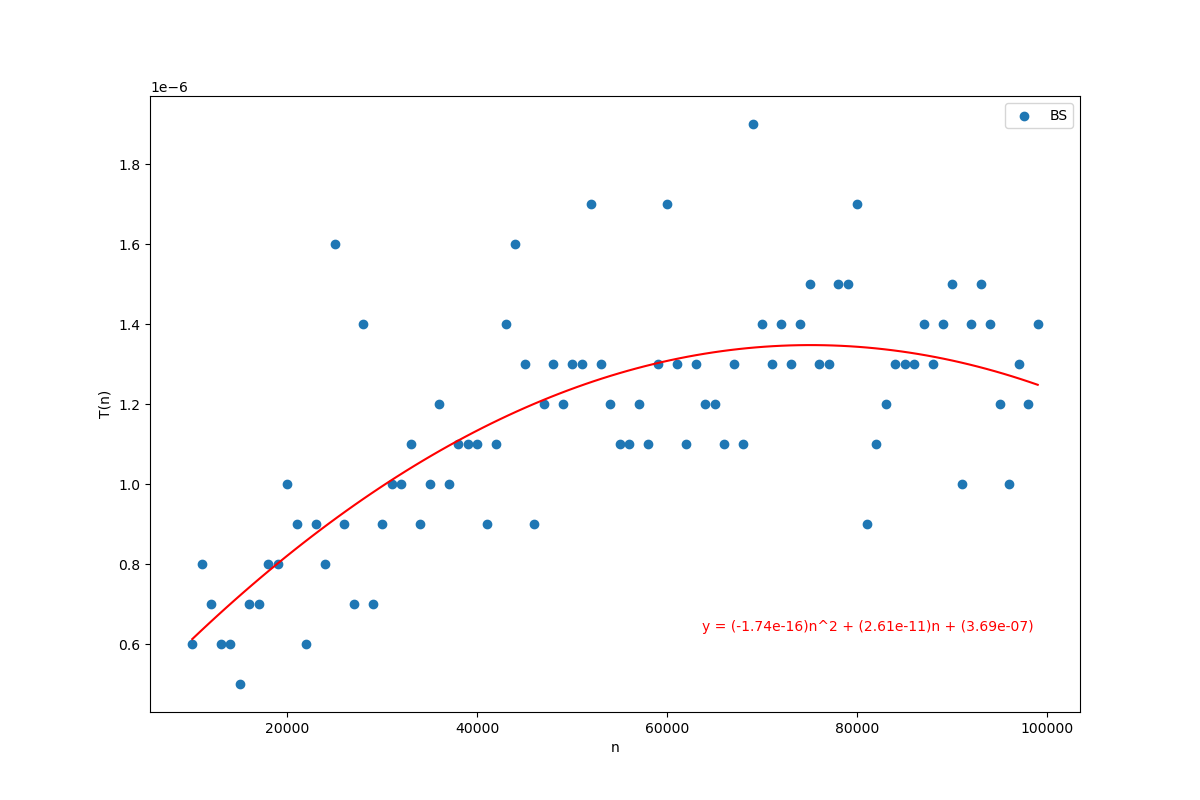 1e−6
BS
1.8
1.6
1.4
1.2
1.0
0.8
0.6
T(n)
y = (-1.74e-16)n^2 + (2.61e-11)n + (3.69e-07)
20000 40000 60000 80000 100000
n